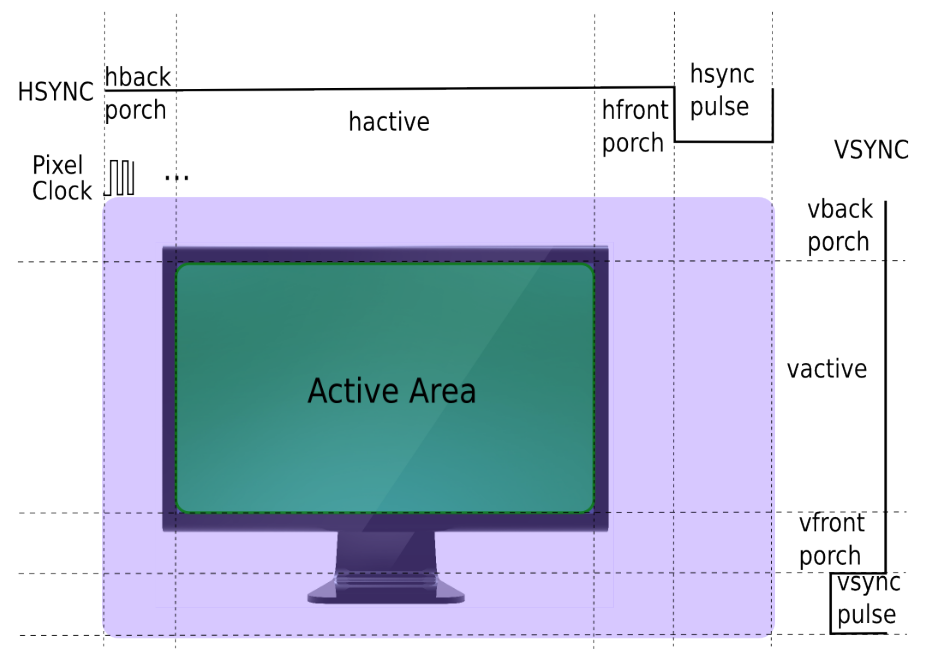 HSYNC
hback
porch
hactive
hfront
porch
hsync
pulse
VSYNC
Pixel
Clock
...
vback
porch
Active Area
vactive
vfront
porch
vsync
pulse